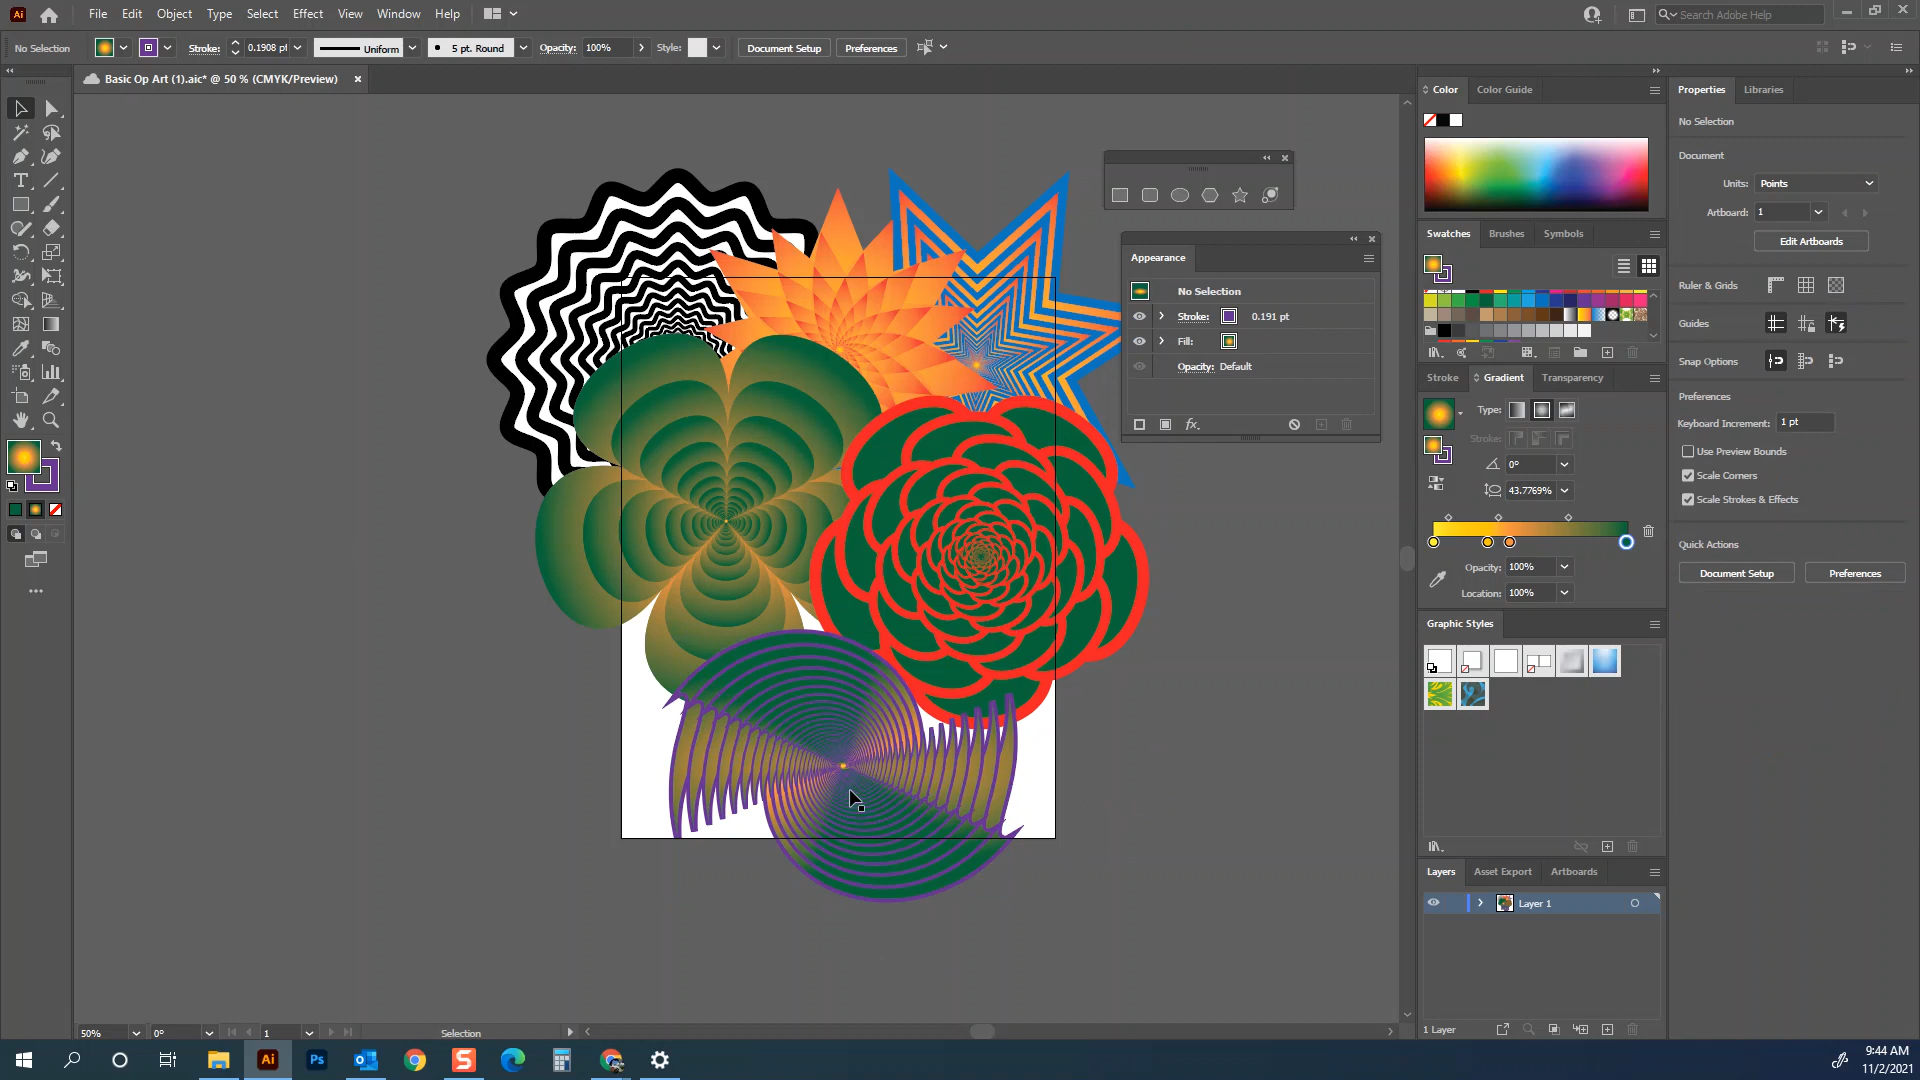 Ai File Edit Object Type Select Effect View Window Help Search Adobe Help
No Selection Stroke: 0.1908 pt Uniform 5 pt. Round Opacity: 100% Style: Document Setup Preferences
Basic Op Art (1).aic* @ 50 % (CMYK/Preview)
Color Color Guide
Properties Libraries
No Selection
Document
Units: Points
Artboard: 1
Edit Artboards
Swatches Brushes Symbols
Ruler & Grids
Guides
Snap Options
Appearance
No Selection
Stroke: 0.191 pt
Fill:
Opacity: Default
fx.
Stroke Gradient Transparency
Type:
Stroke:
0°
43.7769%
Opacity: 100%
Location: 100%
Preferences
Keyboard Increment: 1 pt
Use Preview Bounds
Scale Corners
Scale Strokes & Effects
Quick Actions
Document Setup Preferences
Graphic Styles
Layers Asset Export Artboards
Layer 1
1 Layer
50% 0° 1 Selection
Ai Ps S
9:44 AM
11/2/2021